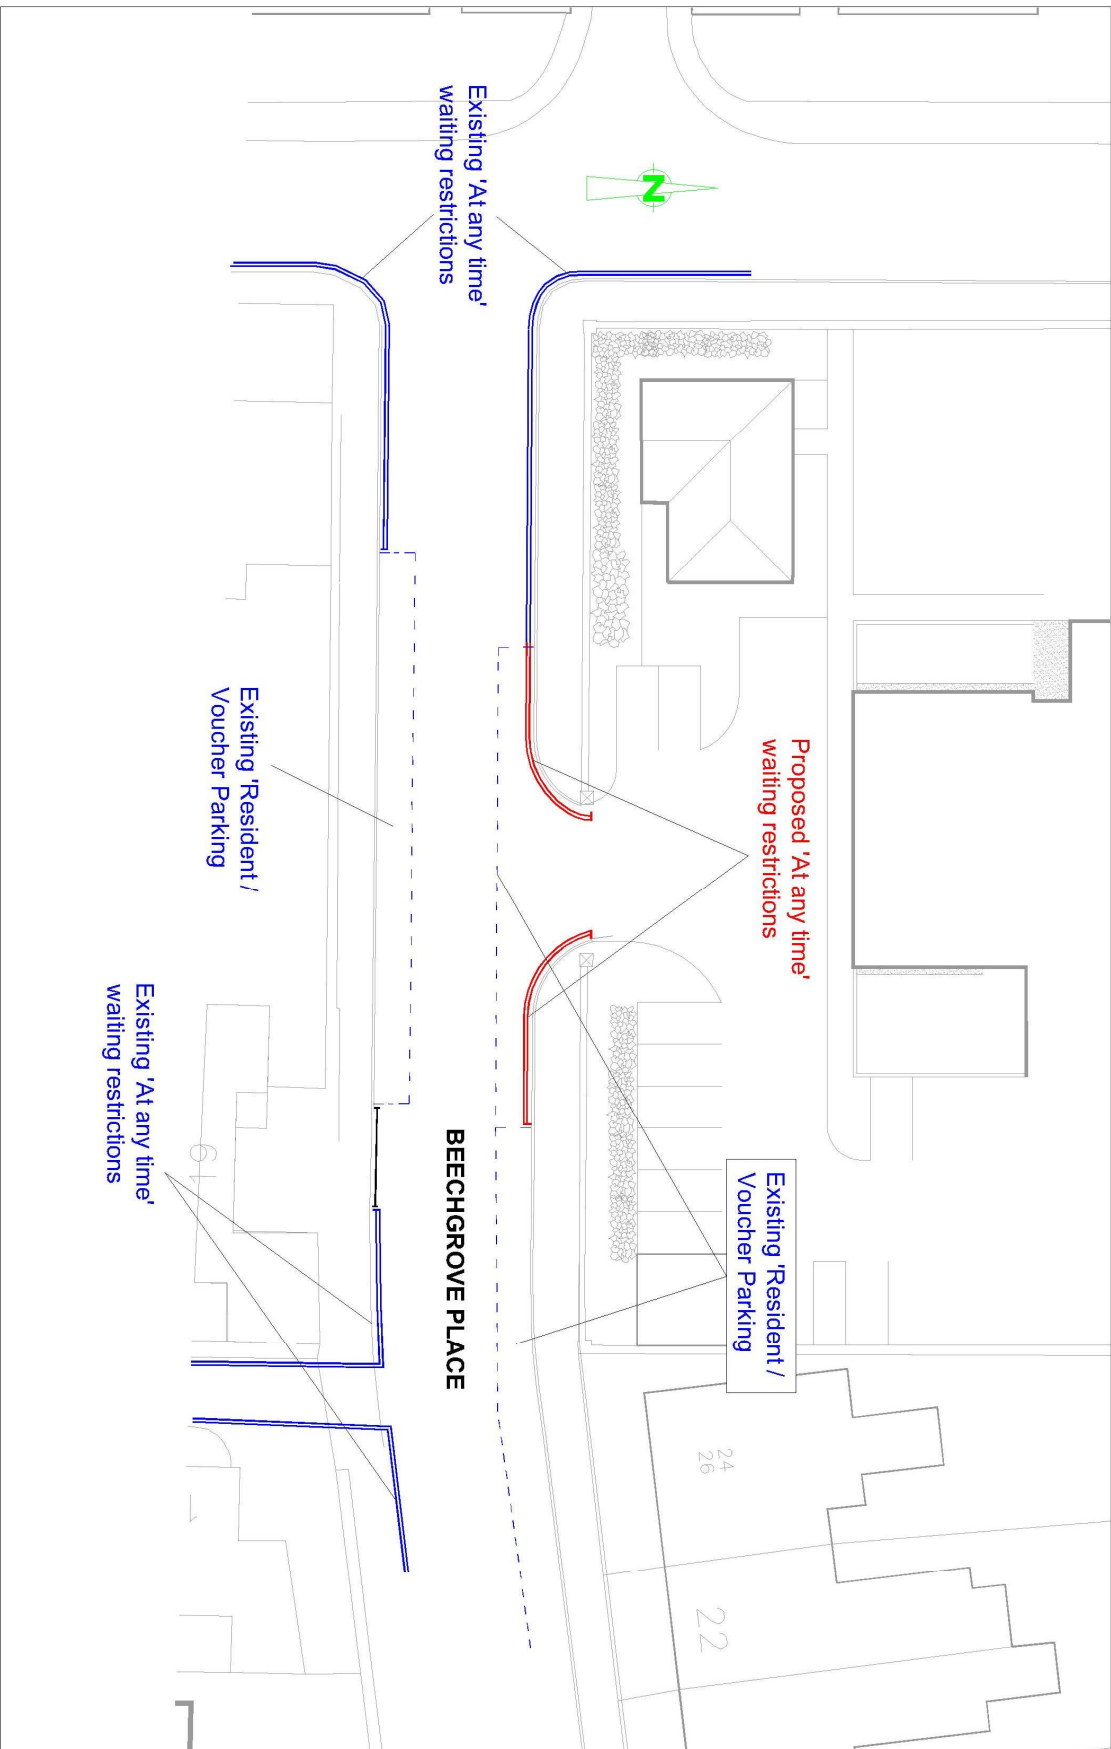 Proposed 'At any time'
waiting restrictions
Existing 'Resident /
Voucher Parking
24
26
22
N
Existing 'At any time'
waiting restrictions
BEECHGROVE PLACE
Existing 'Resident /
Voucher Parking
Existing 'At any time'
waiting restrictions